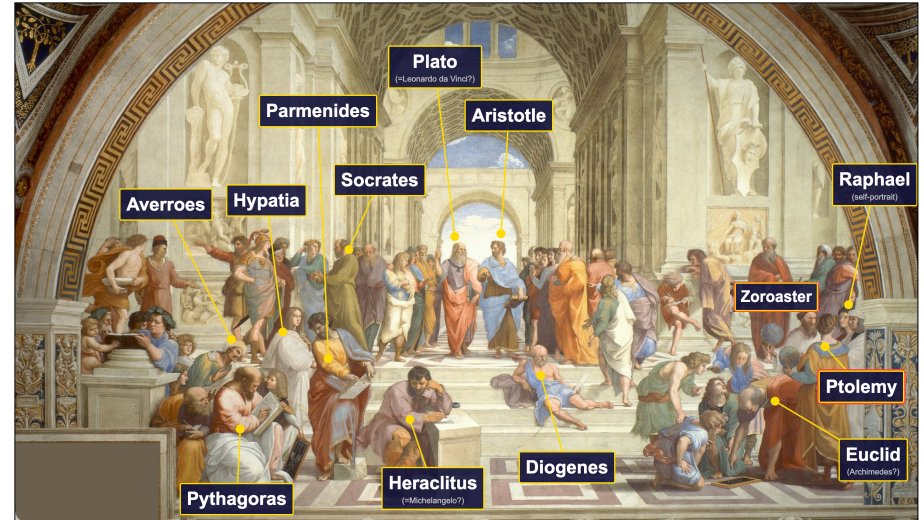 Plato
(=Leonardo da Vinci?)
Parmenides
Aristotle
Socrates
Raphael
(self-portrait)
Averroes
Hypatia
Zoroaster
Ptolemy
Euclid
(Archimedes?)
Diogenes
Heraclitus
(=Michelangelo?)
Pythagoras